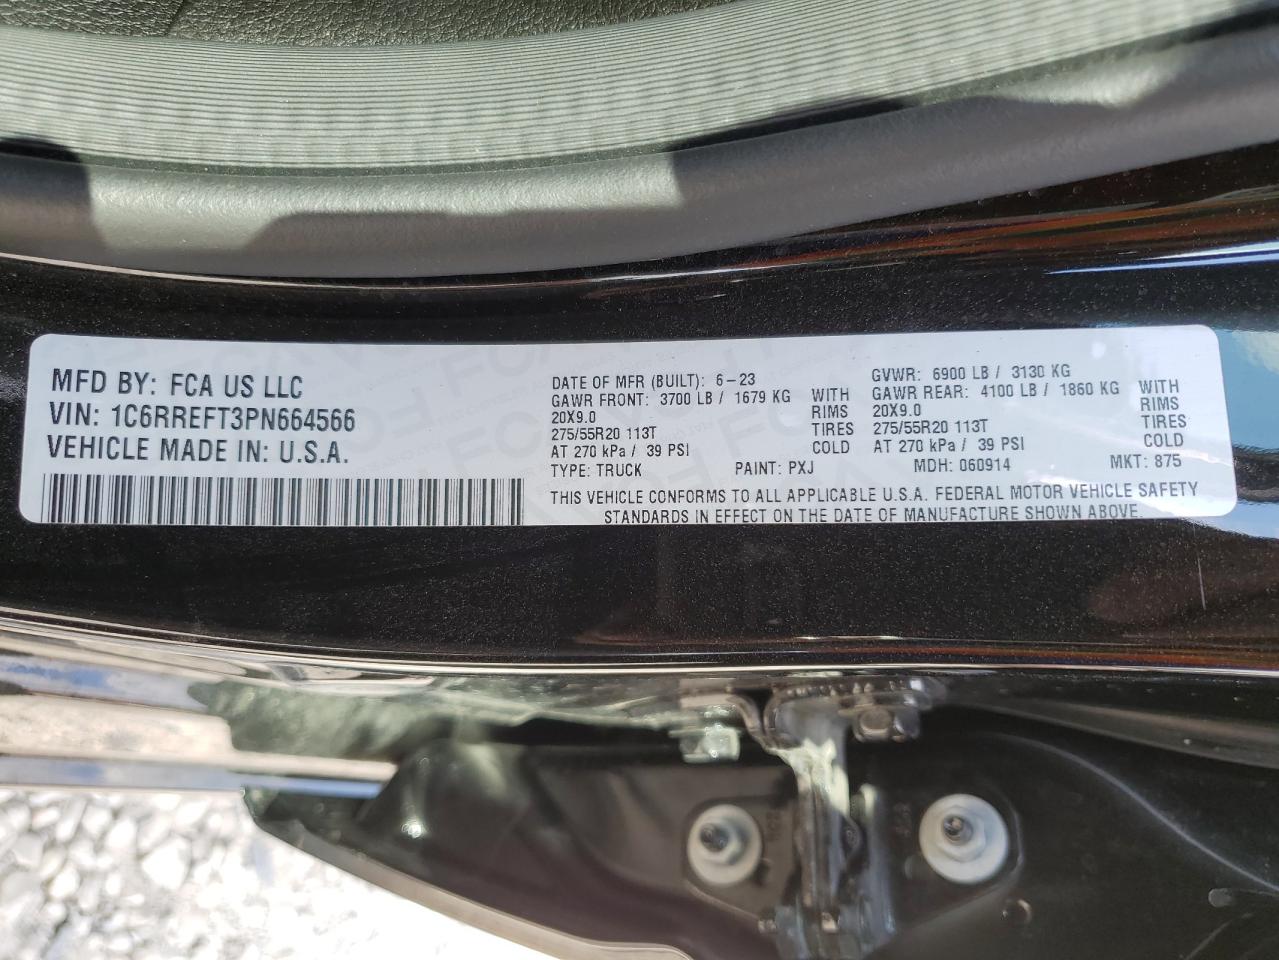 MFD BY: FCA US LLC
VIN: 1C6RREFT3PN664566
VEHICLE MADE IN: U.S.A.
DATE OF MFR (BUILT): 6-23
GAWR FRONT: 3700 LB / 1679 KG WITH
20X9.0 RIMS
275/55R20 113T TIRES
AT 270 kPa / 39 PSI COLD
GVWR: 6900 LB / 3130 KG
GAWR REAR: 4100 LB / 1860 KG WITH
20X9.0 RIMS
275/55R20 113T TIRES
AT 270 kPa / 39 PSI COLD
TYPE: TRUCK PAINT: PXJ MDH: 060914 MKT: 875
THIS VEHICLE CONFORMS TO ALL APPLICABLE U.S.A. FEDERAL MOTOR VEHICLE SAFETY
STANDARDS IN EFFECT ON THE DATE OF MANUFACTURE SHOWN ABOVE.